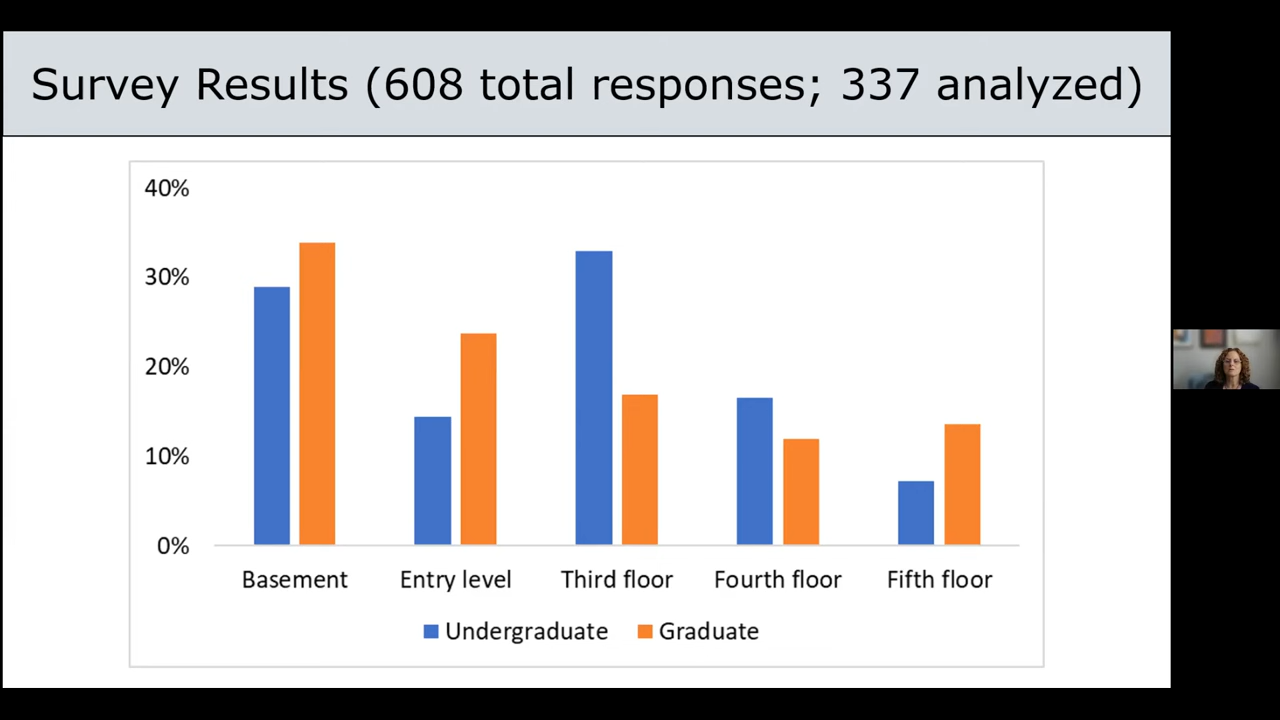 Survey Results (608 total responses; 337 analyzed)
40%
30%
20%
10%
0%
Basement Entry level Third floor Fourth floor Fifth floor
Undergraduate Graduate